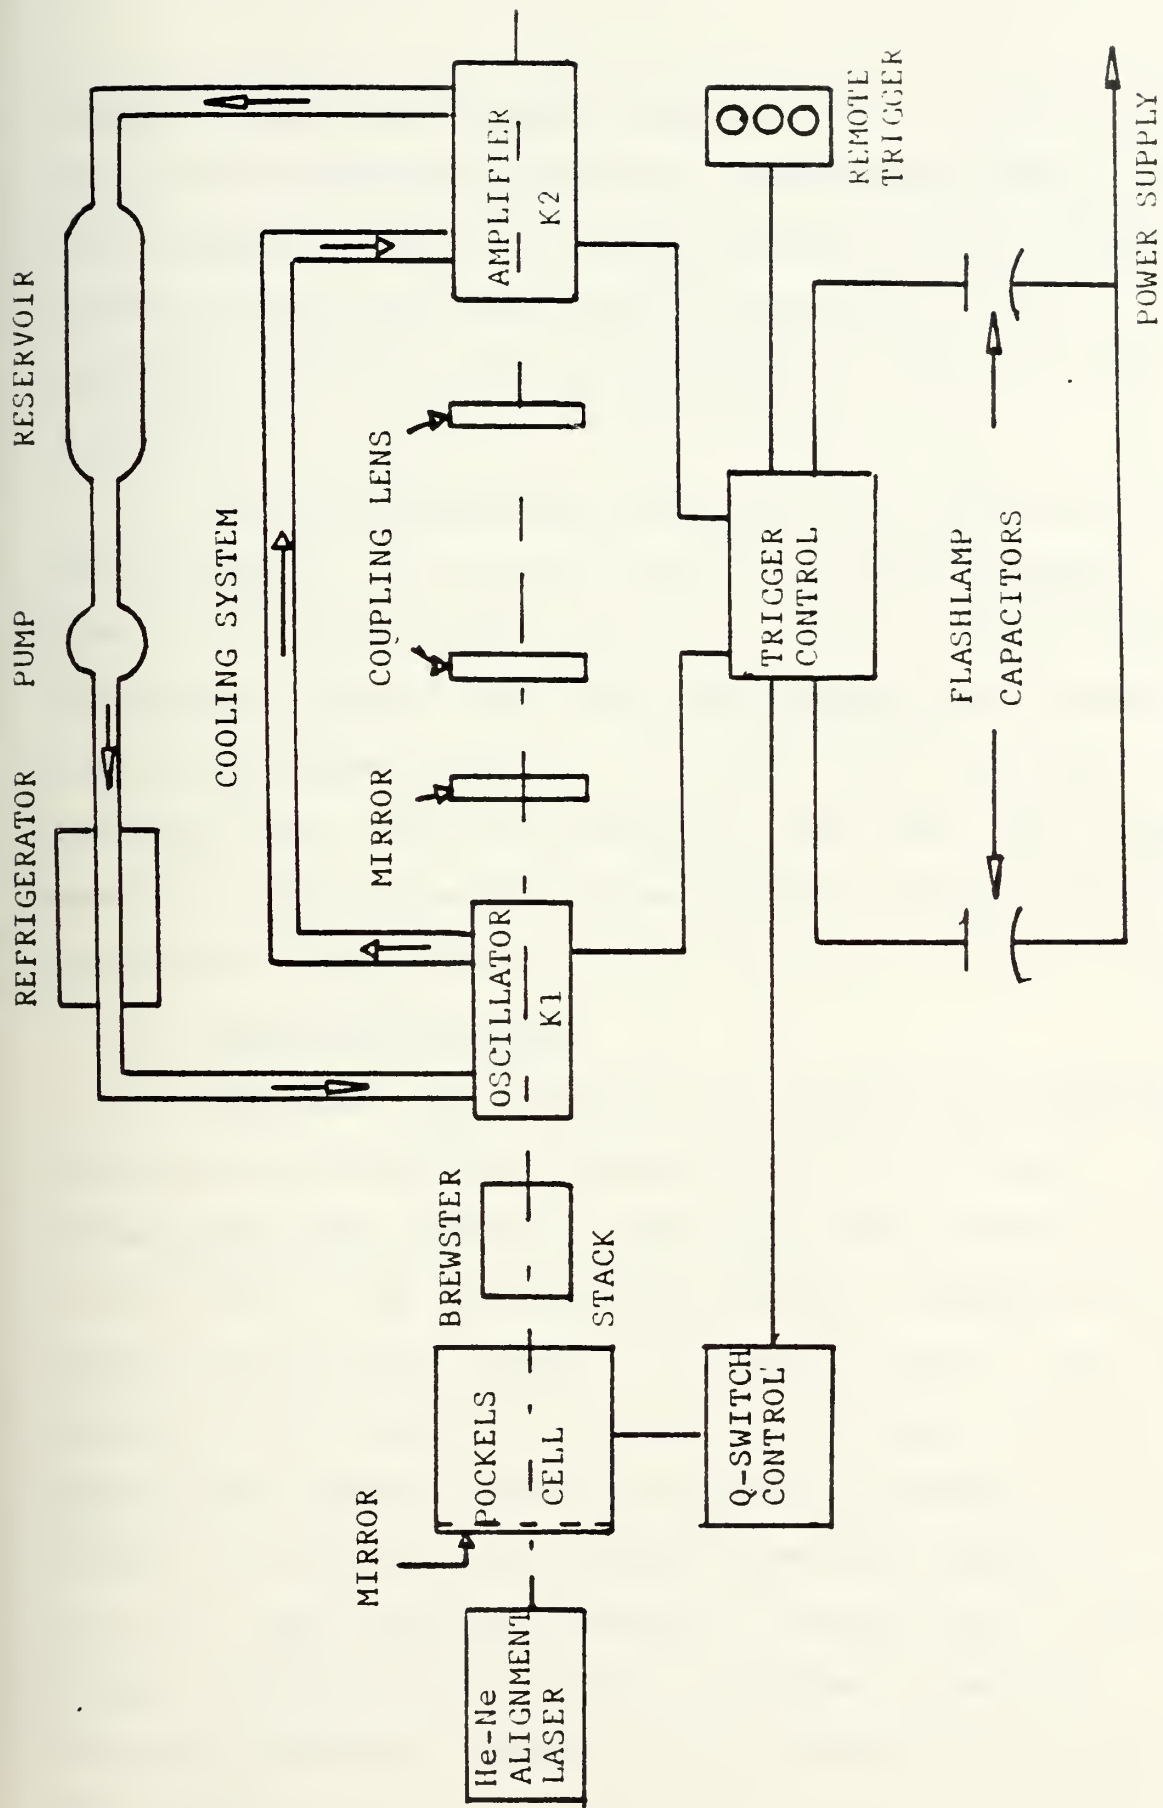 REFRIGERATOR
PUMP
RESERVOIR
COOLING SYSTEM
MIRROR
MIRROR
COUPLING LENS
He-Ne
ALIGNMENT
LASER
POCKELS
CELL
BREWSTER
STACK
OSCILLATOR
K1
AMPLIFIER
K2
Q-SWITCH
CONTROL
TRIGGER
CONTROL
REMOTE
TRIGGER
FLASHLAMP
CAPACITORS
POWER SUPPLY